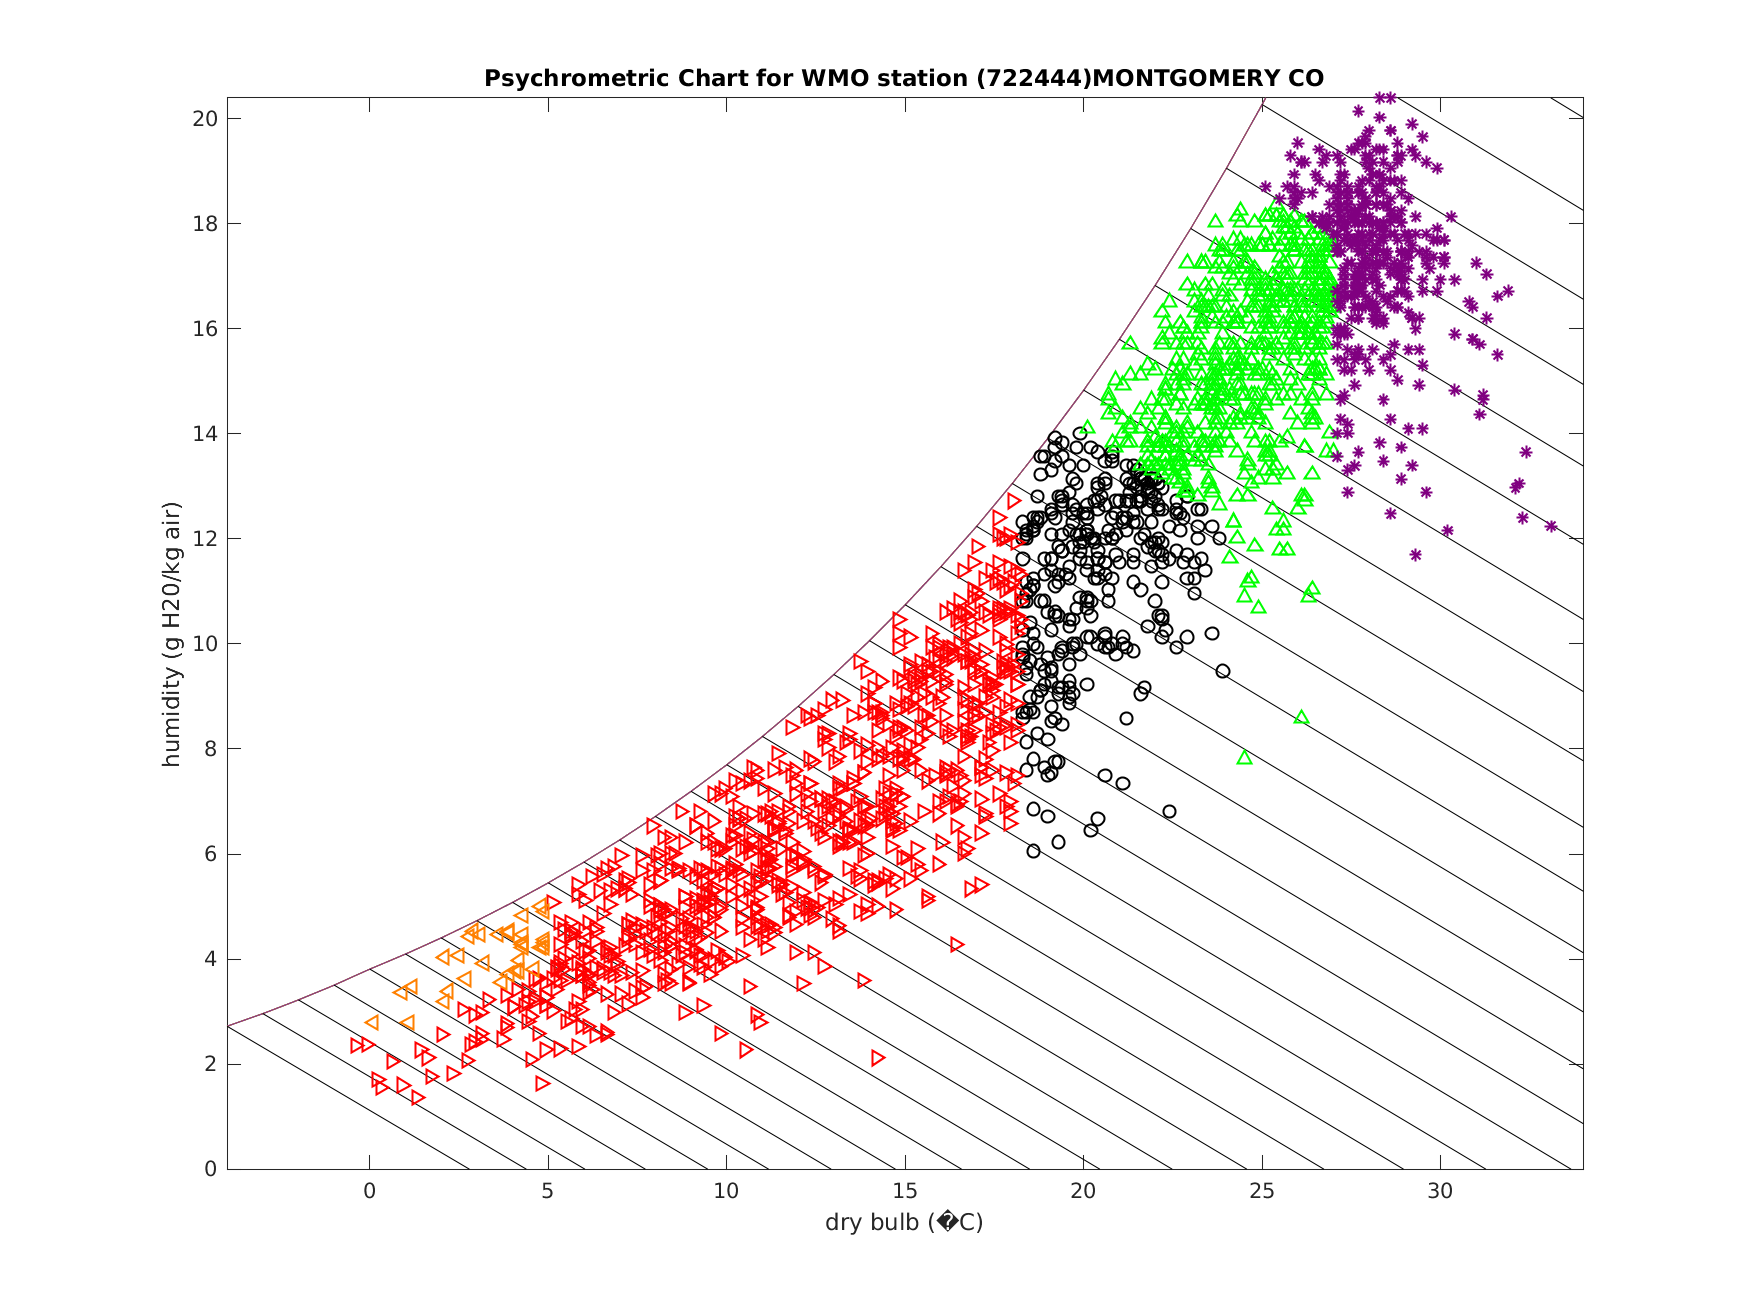 Psychrometric Chart for WMO station (722444)MONTGOMERY CO
20
18
16
14
12
10
8
6
4
2
0
humidity (g H20/kg air)
0 5 10 15 20 25 30
dry bulb (�C)